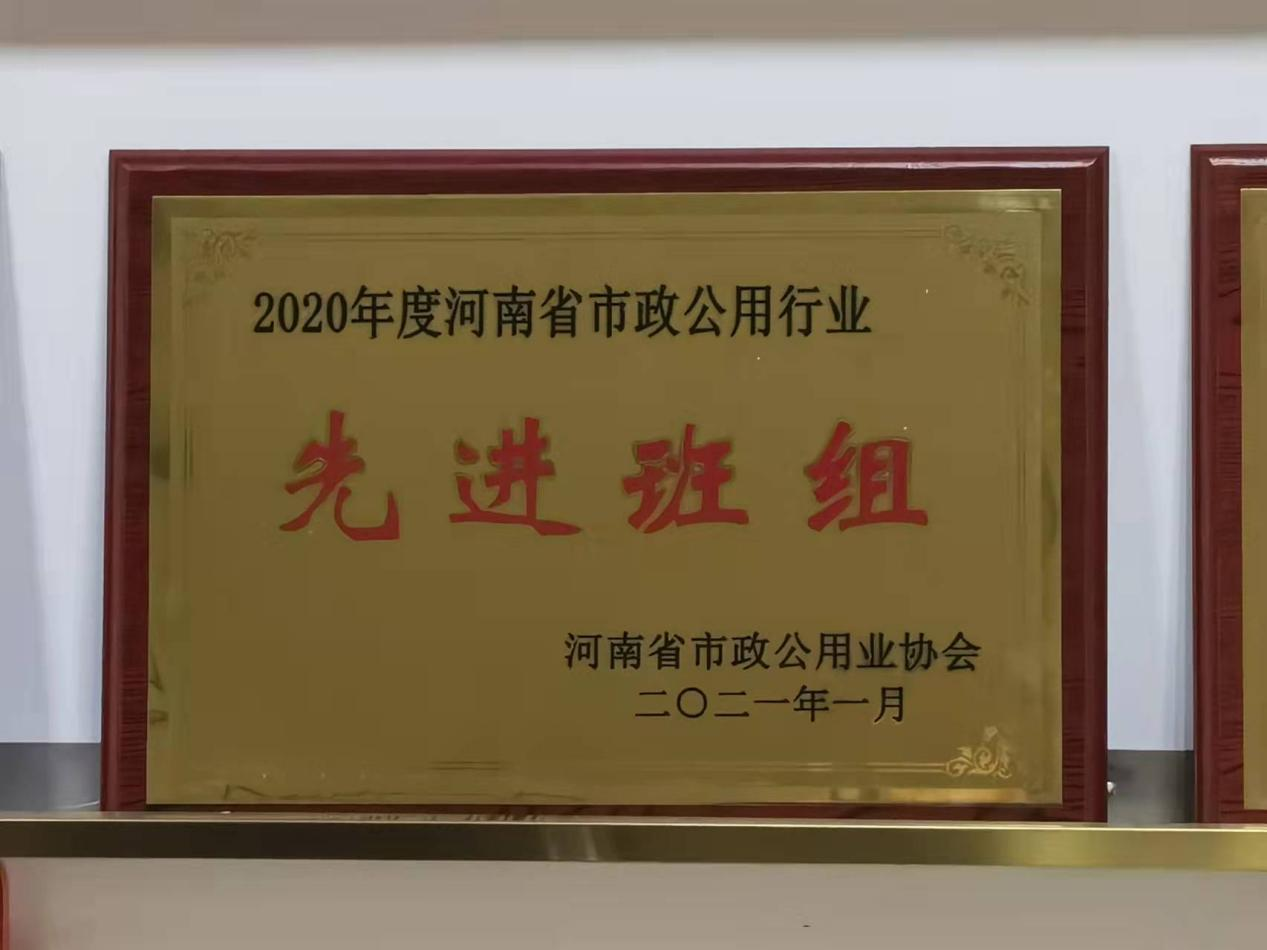 2020年度河南省市政公用行业
先进班组
河南省市政公用业协会
二〇二一年一月